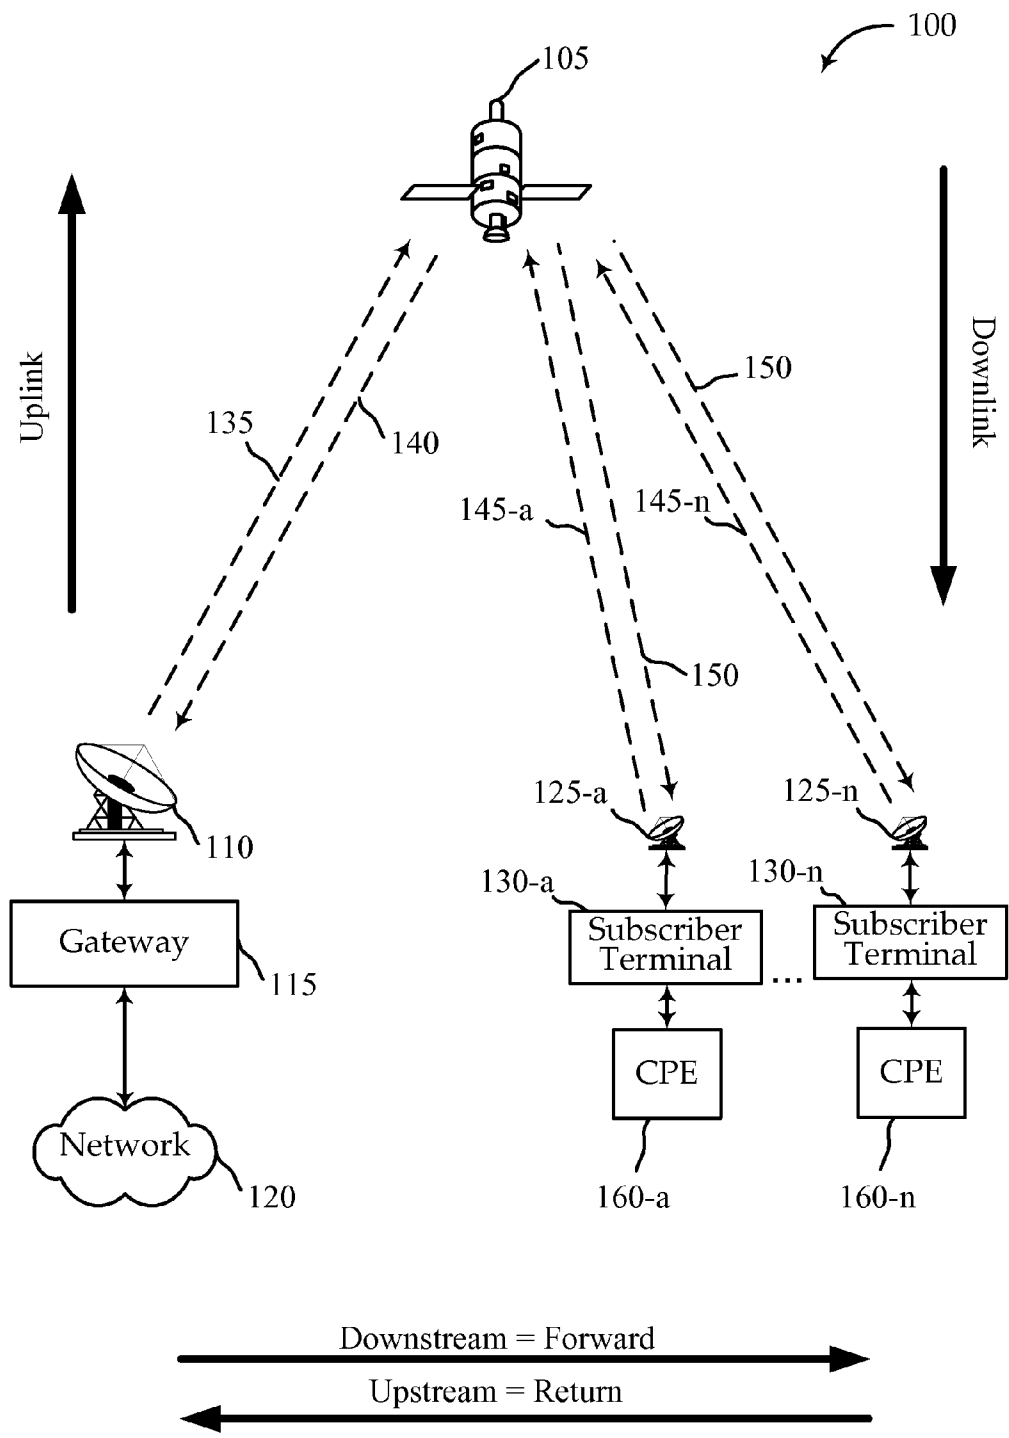 100
105
Uplink
Downlink
150
135
140
145-a
145-n
150
125-a
125-n
110
130-a
130-n
Gateway
Subscriber
Terminal
Subscriber
Terminal
115
...
CPE
CPE
Network
120
160-a
160-n
Downstream = Forward
Upstream = Return